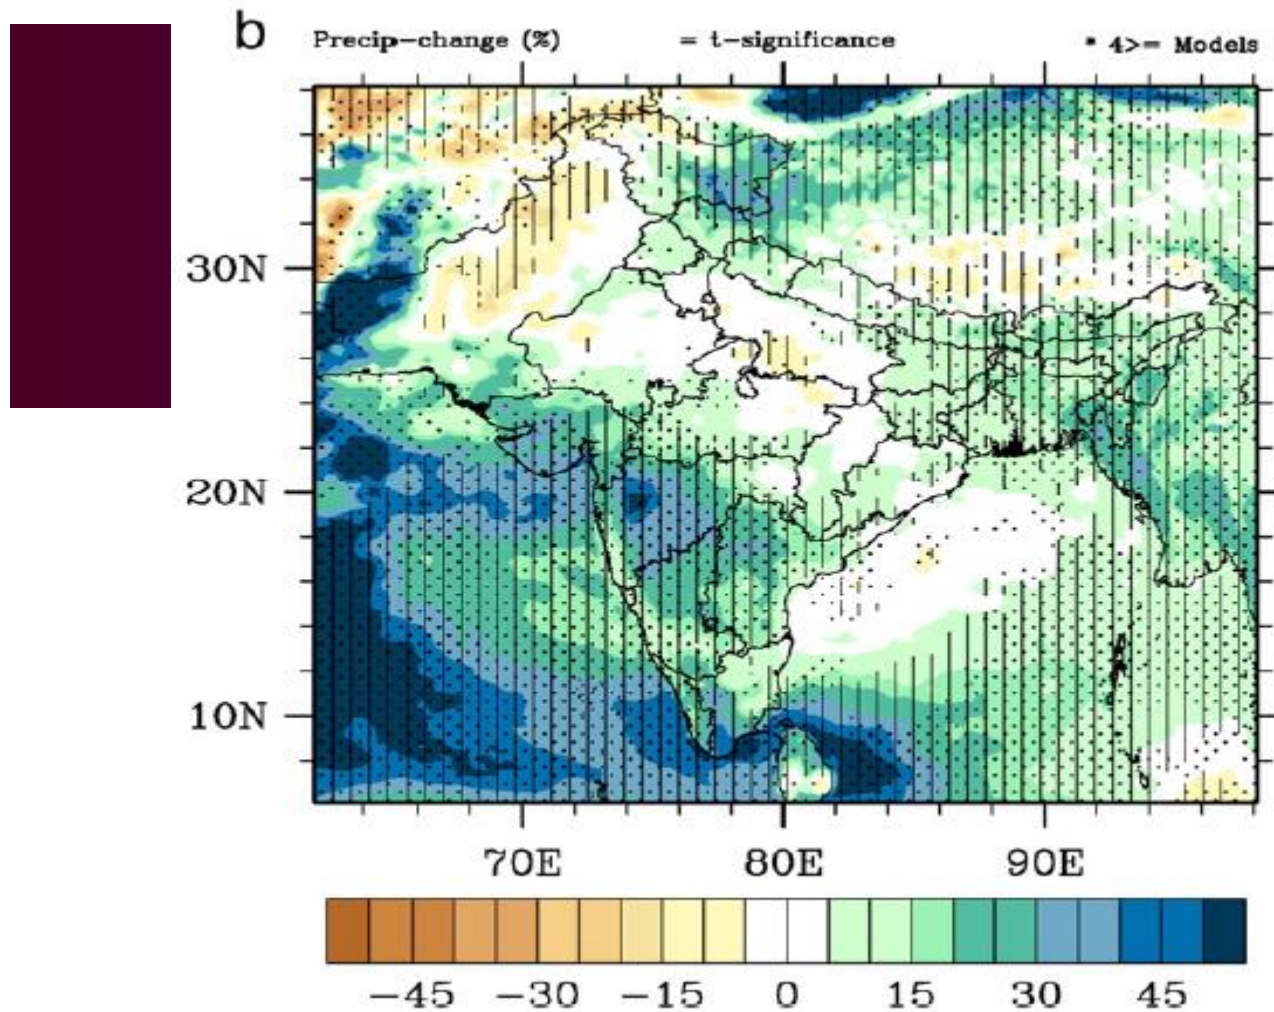 b
Precip-change (%) = t-significance * 4>= Models
30N
20N
10N
70E 80E 90E
-45 -30 -15 0 15 30 45